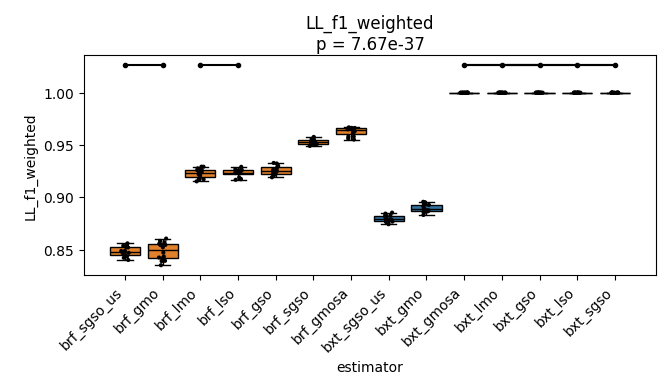 LL_f1_weighted
p = 7.67e-37
LL_f1_weighted
1.00
0.95
0.90
0.85
brf_sgso_us
brf_gmo
brf_lmo
brf_lso
brf_gso
brf_sgso
brf_gmosa
bxt_sgso_us
bxt_gmo
bxt_gmosa
bxt_lmo
bxt_gso
bxt_lso
bxt_sgso
estimator